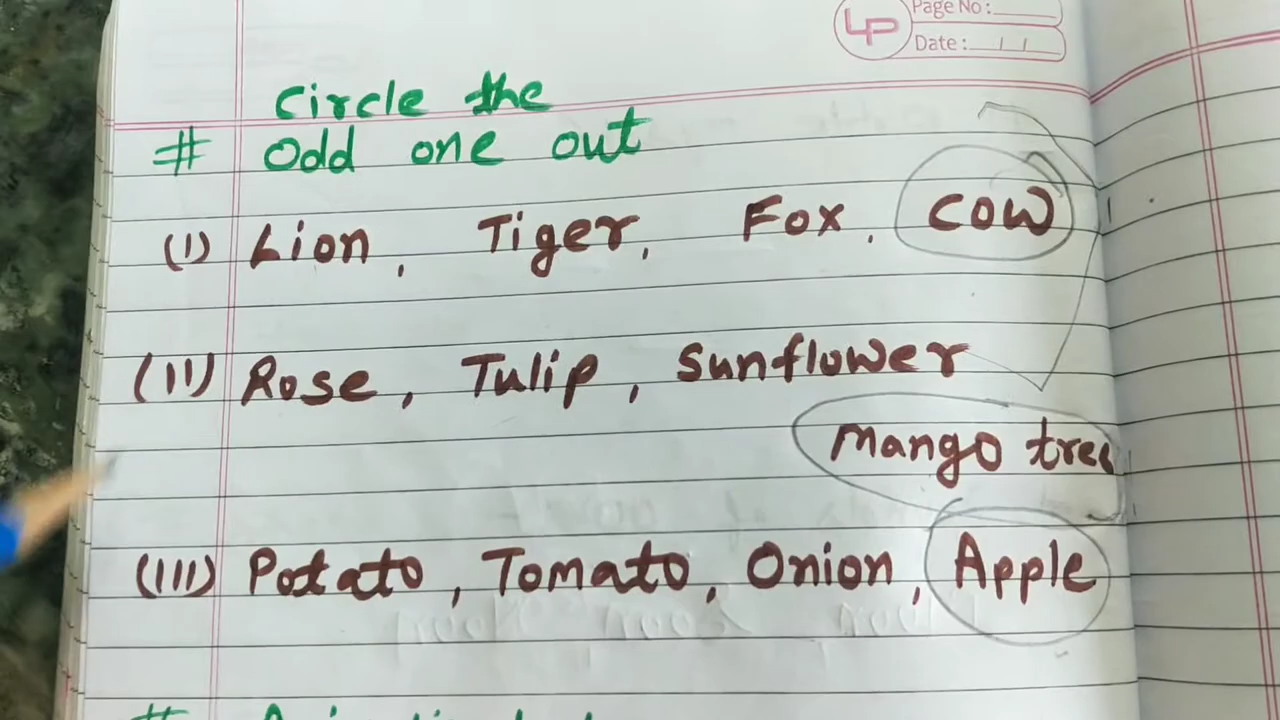 LP Page No :
Date :
Circle the
# Odd one out
(I) Lion, Tiger, Fox, cow
(II) Rose, Tulip, Sunflower
Mango tree
(III) Potato, Tomato, Onion, Apple